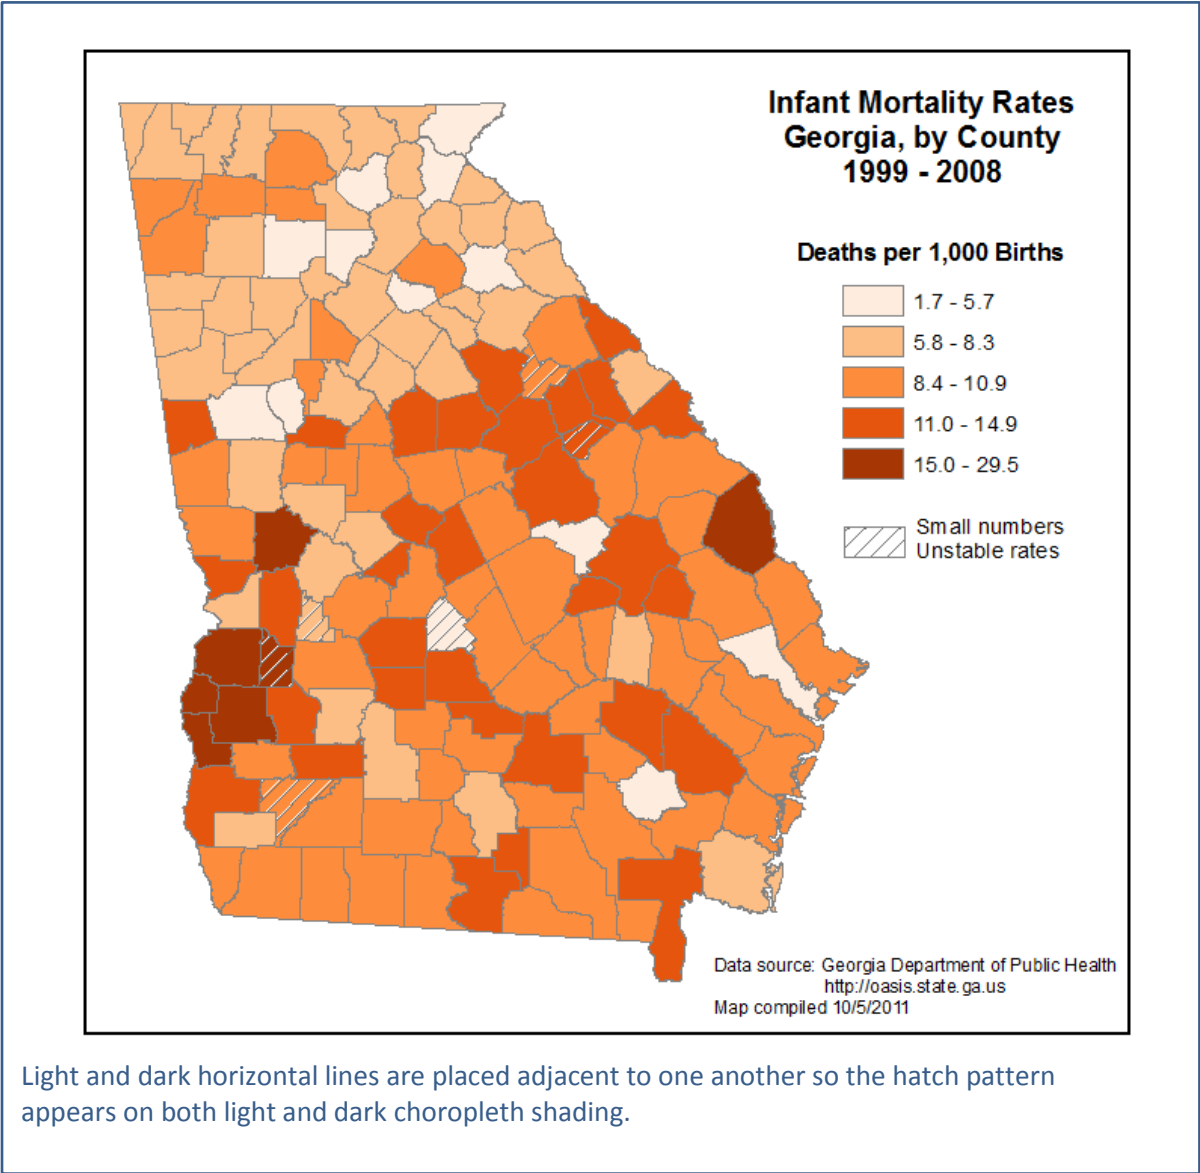 Infant Mortality Rates
Georgia, by County
1999 - 2008
Deaths per 1,000 Births
1.7 - 5.7
5.8 - 8.3
8.4 - 10.9
11.0 - 14.9
15.0 - 29.5
Small numbers
Unstable rates
Data source: Georgia Department of Public Health
http://oasis.state.ga.us
Map compiled 10/5/2011
Light and dark horizontal lines are placed adjacent to one another so the hatch pattern
appears on both light and dark choropleth shading.